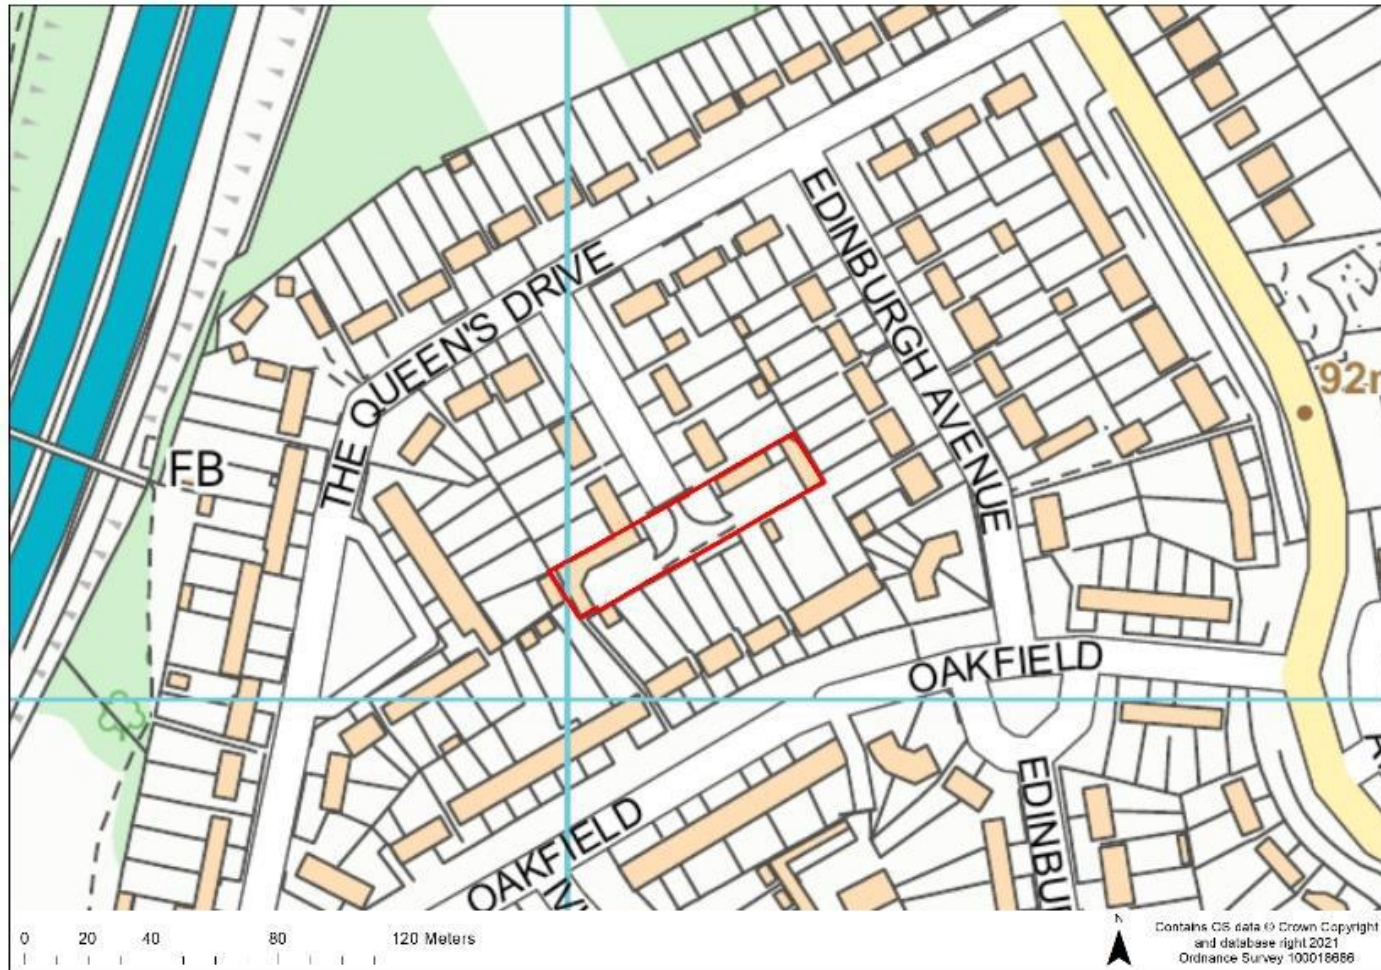 EDINBURGH AVENUE
THE QUEEN'S DRIVE
92
FB
OAKFIELD
OAKFIELD
EDINBU
0 20 40 80 120 Meters
N
Contains OS data © Crown Copyright
and database right 2021
Ordnance Survey 100018686